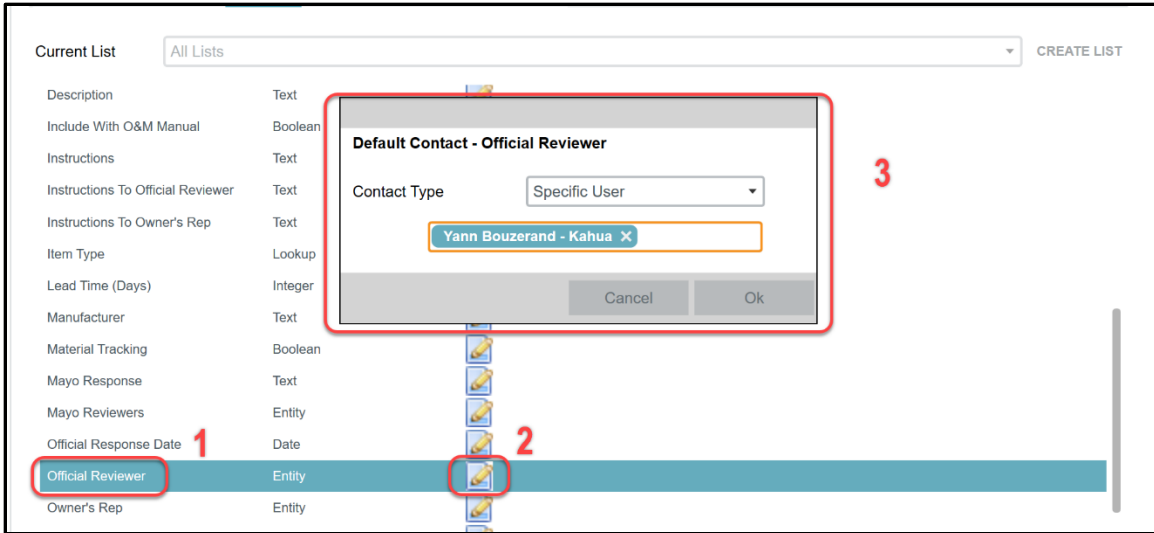 Current List All Lists CREATE LIST
Description Text
Include With O&M Manual Boolean
Instructions Text
Instructions To Official Reviewer Text
Instructions To Owner's Rep Text
Item Type Lookup
Lead Time (Days) Integer
Manufacturer Text
Material Tracking Boolean
Mayo Response Text
Mayo Reviewers Entity
Official Response Date 1 Date 2
Official Reviewer Entity
Owner's Rep Entity
Default Contact - Official Reviewer
Contact Type Specific User
Yann Bouzerand - Kahua X
Cancel Ok
3